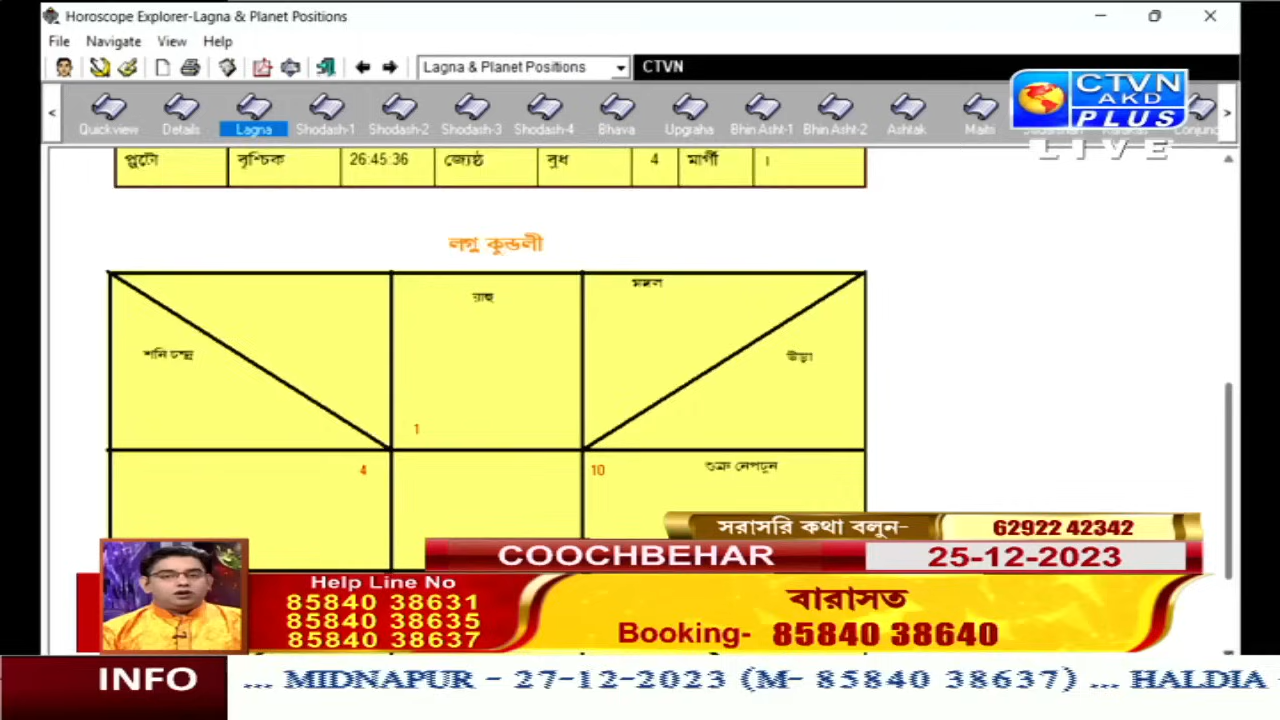 Horoscope Explorer-Lagna & Planet Positions
File Navigate View Help
Lagna & Planet Positions CTVN
Quickview Details Lagna Shodash-1 Shodash-2 Shodash-3 Shodash-4 Bhava Upgraha Bhin Asht-1 Bhin Asht-2 Ashtak
CTVN
AKD
PLUS
LIVE
প্লুটো বৃশ্চিক 26:45:36 জ্যেষ্ঠ বুধ 4 মার্গী ।
লগ্ন কুন্ডলী
রাহু
শনি চন্দ্র
1
4
10 শুক্র নেপচুন
সরাসরি কথা বলুন- 62922 42342
COOCHBEHAR 25-12-2023
Help Line No
85840 38631
85840 38635
85840 38637
বারাসত
Booking- 85840 38640
INFO ... MIDNAPUR - 27-12-2023 (M- 85840 38637) ... HALDIA -